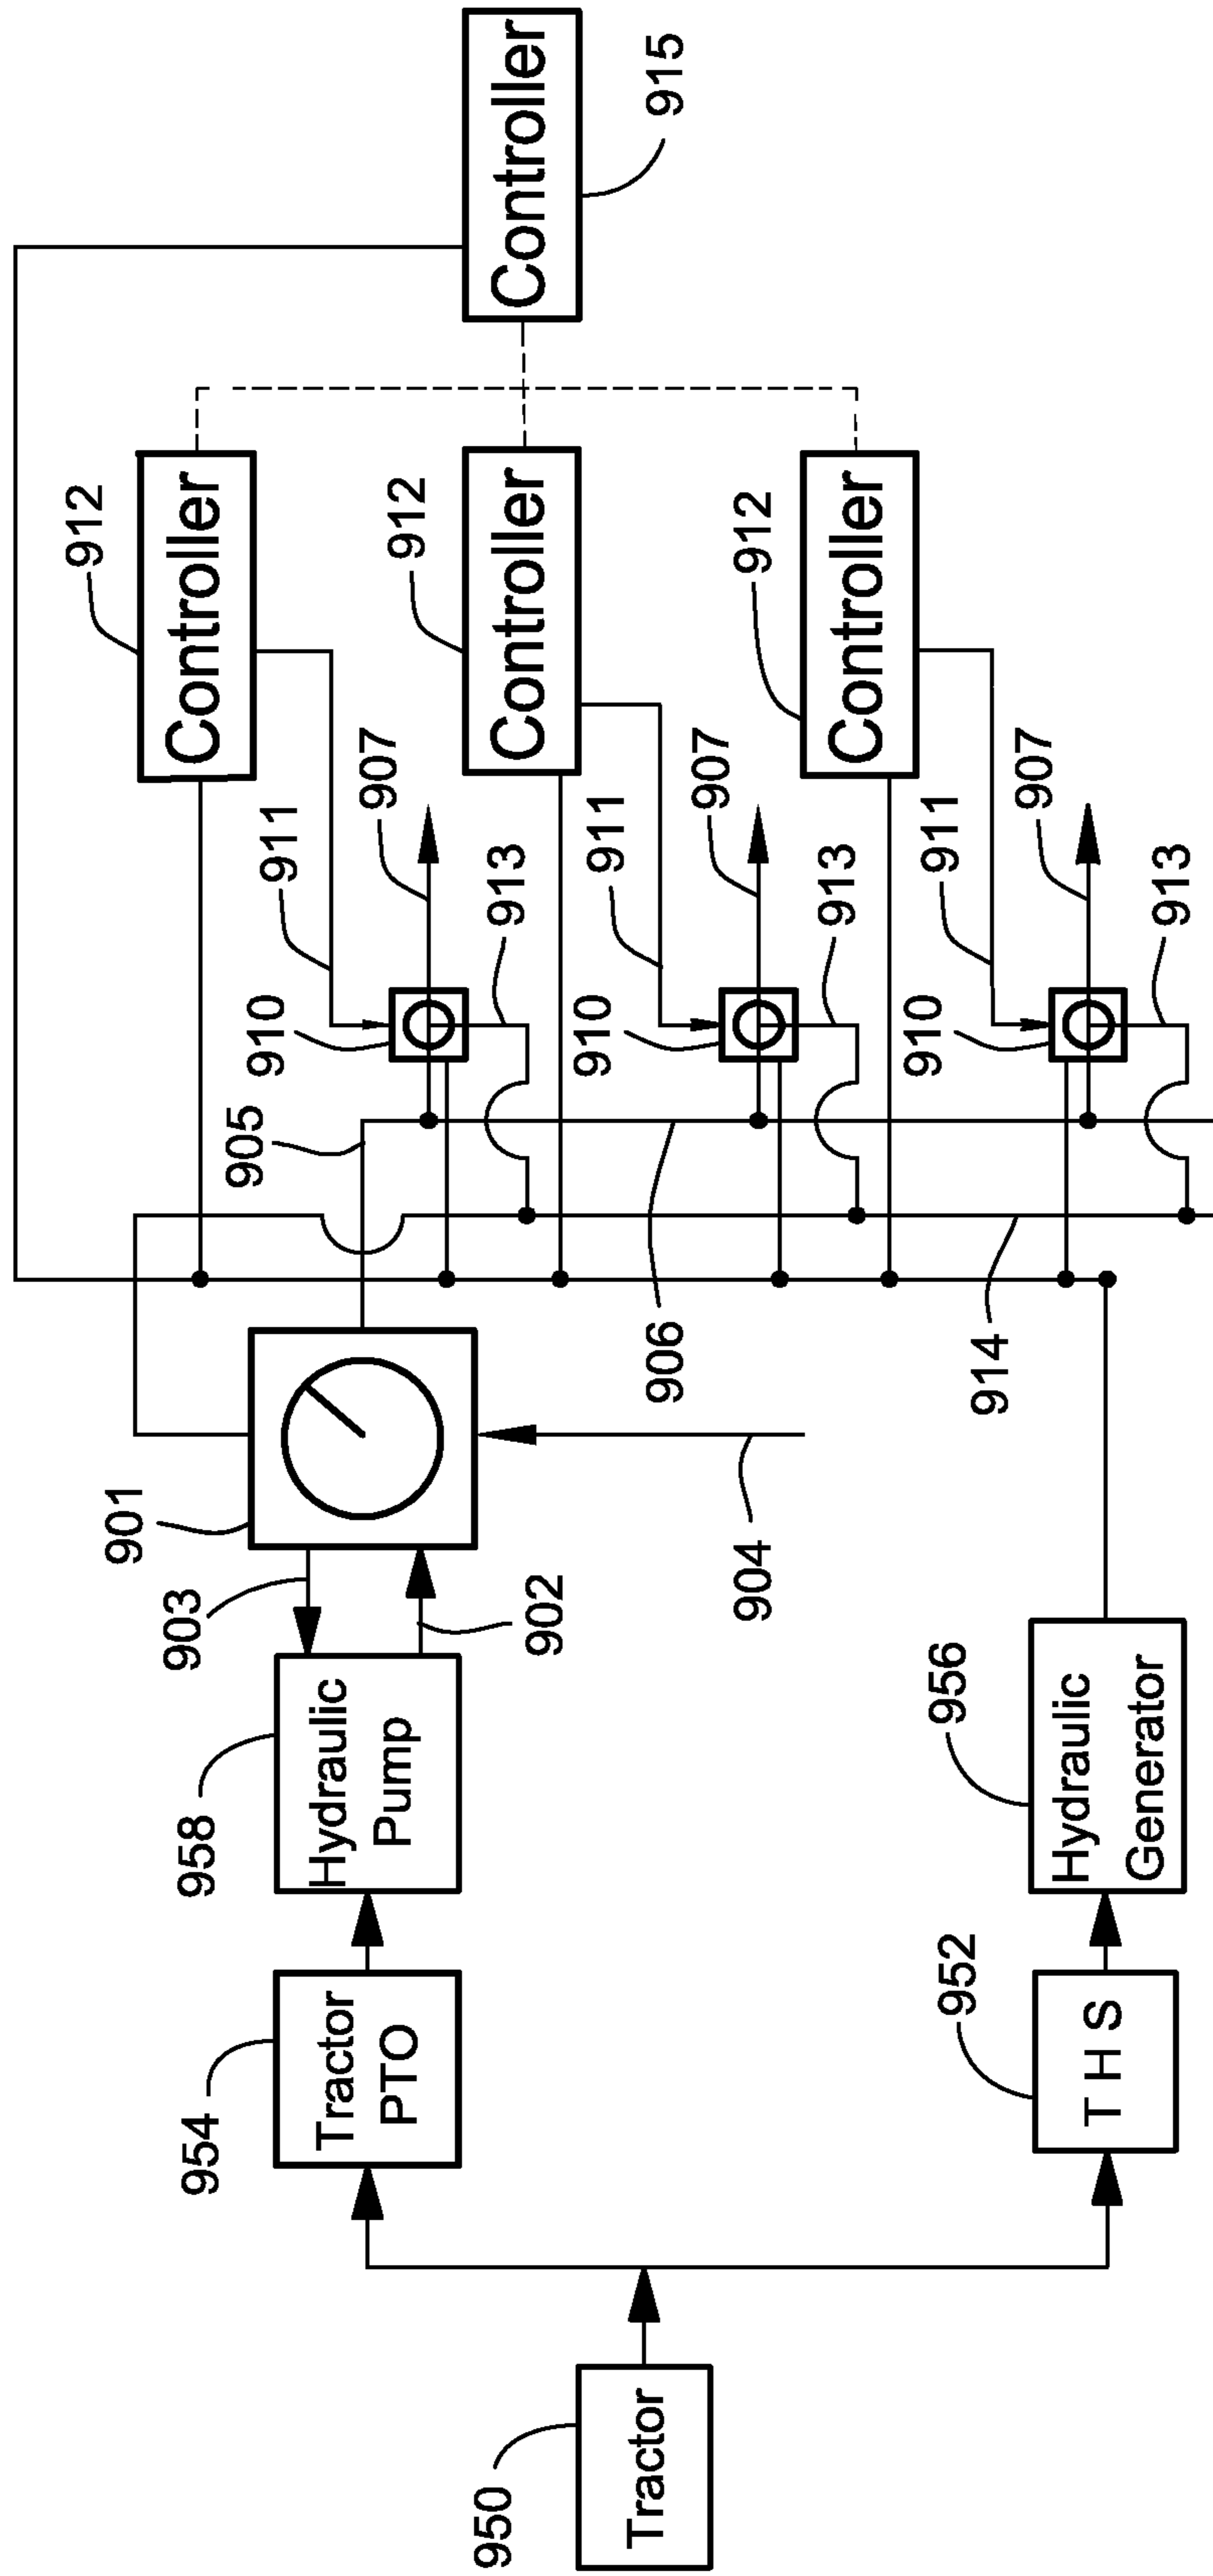 912
901
903
954
958
Controller
905
910
911
Tractor
PTO
Hydraulic
Pump
907
912
950
913
Controller
Controller
902
910
911
Tractor
906
915
907
904
912
913
Controller
910
911
952
956
914
907
T H S
Hydraulic
Generator
913